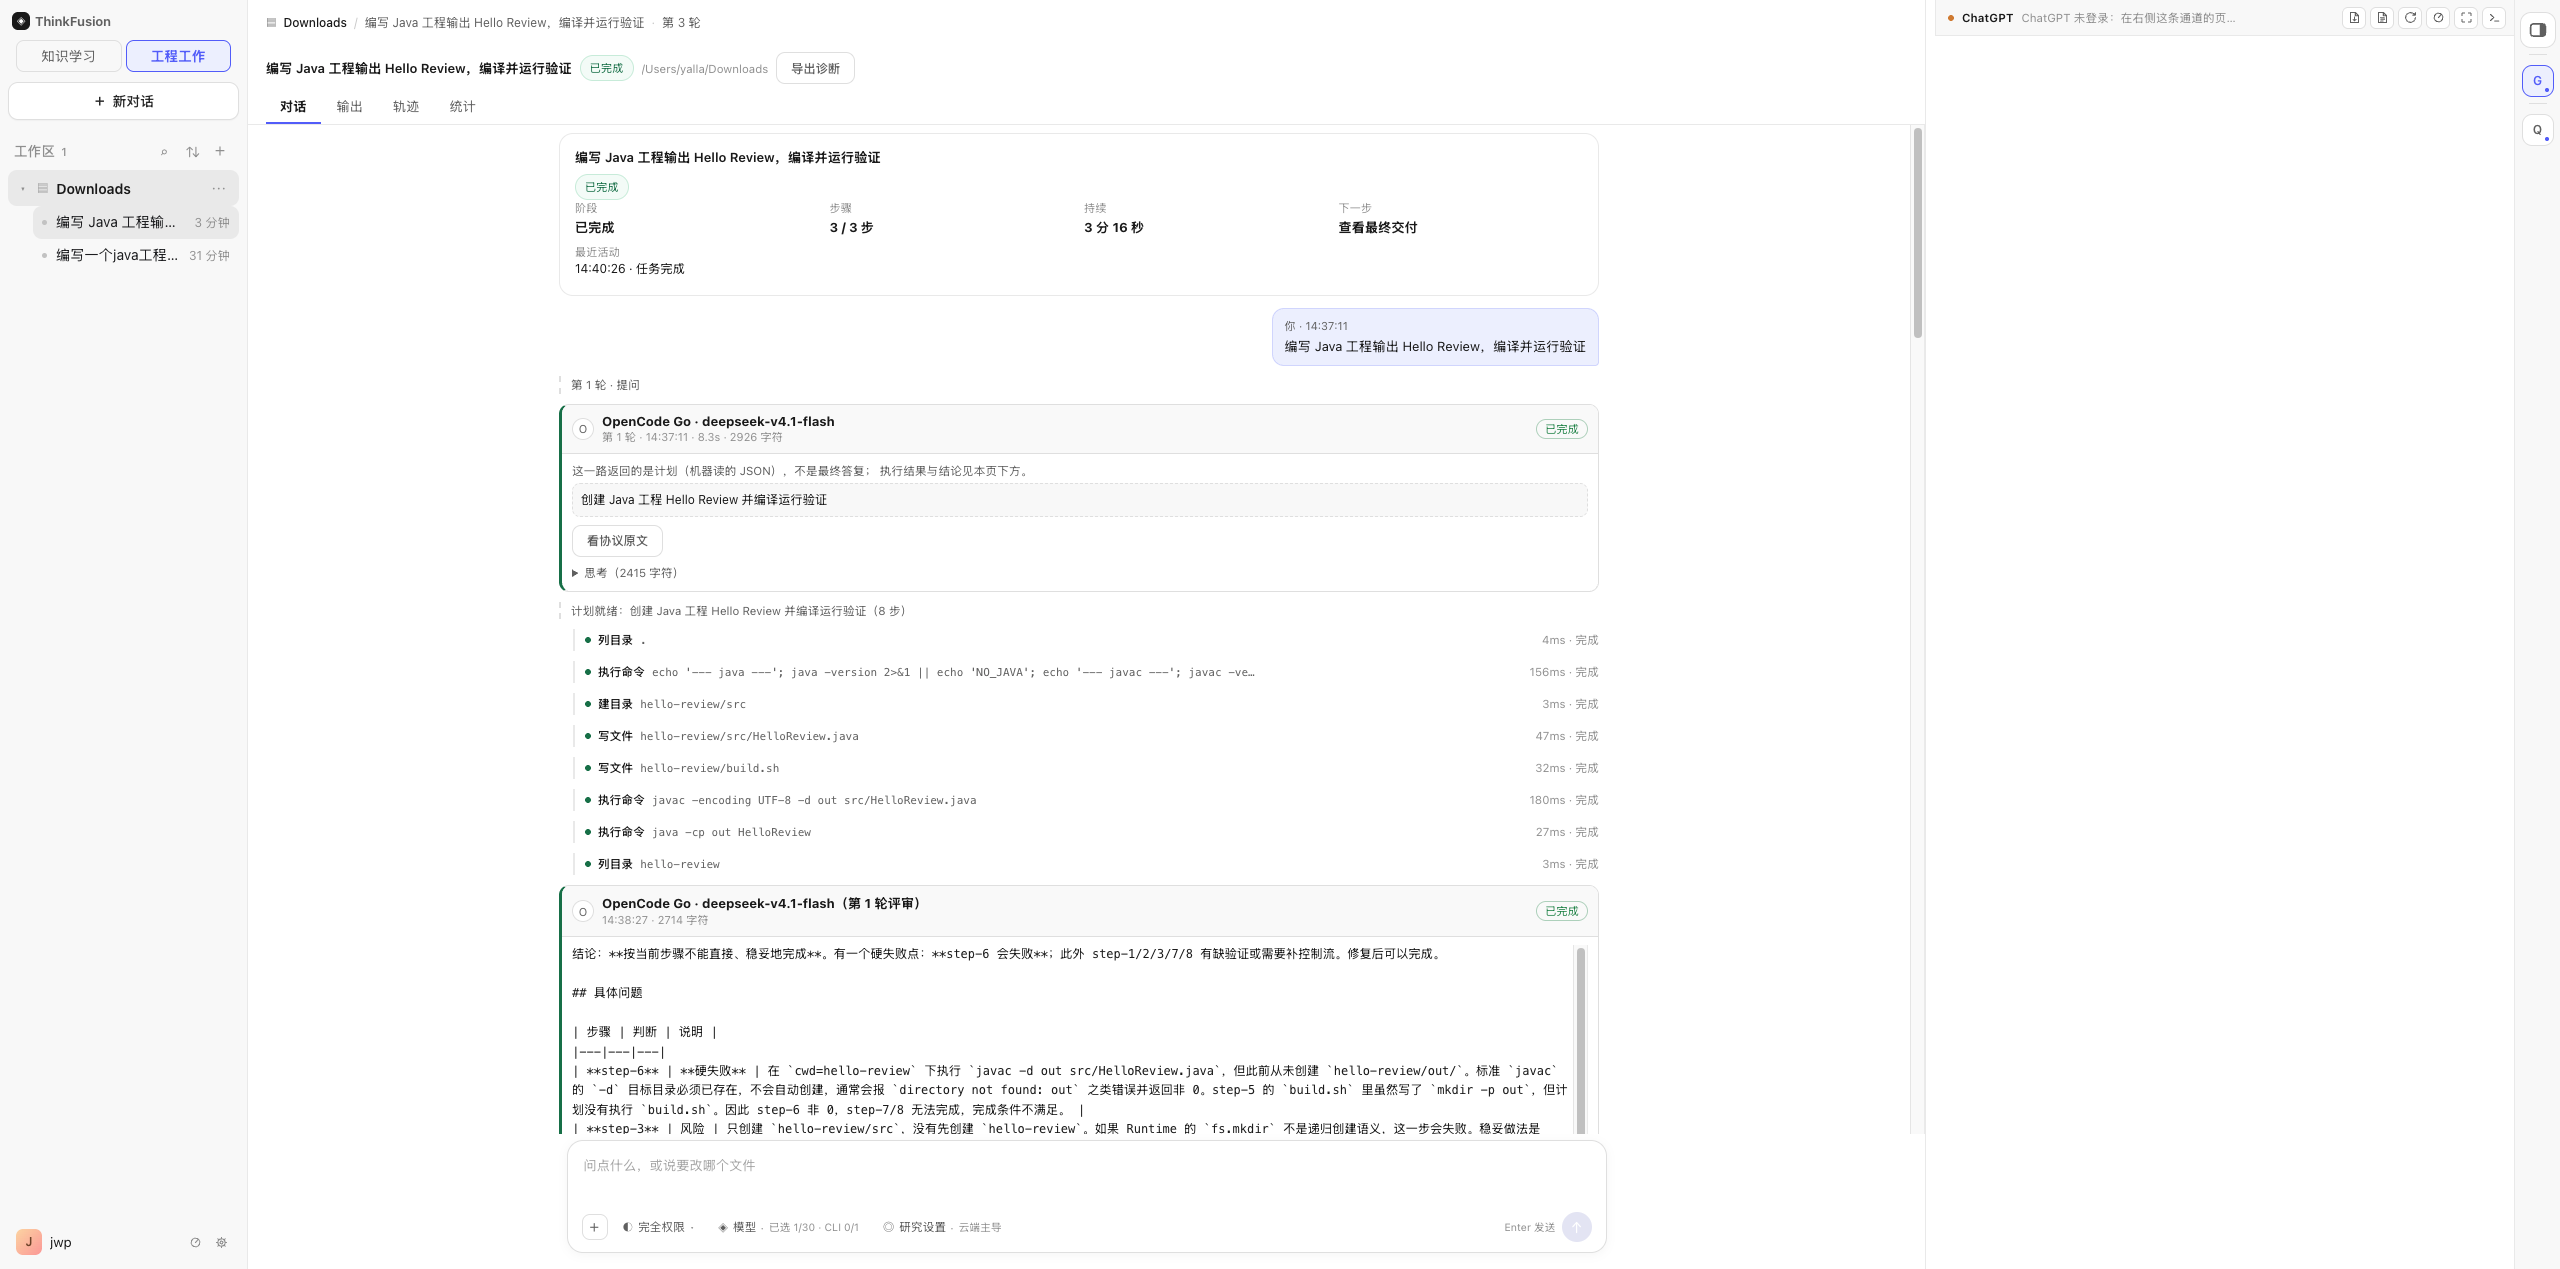 ThinkFusion
知识学习
工程工作
+ 新对话
工作区 1
Downloads
编写 Java 工程输... 3 分钟
编写一个java工程... 31 分钟
J jwp
Downloads / 编写 Java 工程输出 Hello Review，编译并运行验证 · 第 3 轮
编写 Java 工程输出 Hello Review，编译并运行验证 已完成 /Users/yalla/Downloads 导出诊断
对话 输出 轨迹 统计
编写 Java 工程输出 Hello Review，编译并运行验证
已完成
阶段 步骤 持续 下一步
已完成 3 / 3 步 3 分 16 秒 查看最终交付
最近活动
14:40:26 · 任务完成
你 · 14:37:11
编写 Java 工程输出 Hello Review，编译并运行验证
第 1 轮 · 提问
O OpenCode Go · deepseek-v4.1-flash
第 1 轮 · 14:37:11 · 8.3s · 2926 字符
已完成
这一路返回的是计划（机器读的 JSON），不是最终答复； 执行结果与结论见本页下方。
创建 Java 工程 Hello Review 并编译运行验证
看协议原文
▶ 思考（2415 字符）
计划就绪：创建 Java 工程 Hello Review 并编译运行验证（8 步）
列目录 . 4ms · 完成
执行命令 echo '--- java ---'; java -version 2>&1 || echo 'NO_JAVA'; echo '--- javac ---'; javac -ve… 156ms · 完成
建目录 hello-review/src 3ms · 完成
写文件 hello-review/src/HelloReview.java 47ms · 完成
写文件 hello-review/build.sh 32ms · 完成
执行命令 javac -encoding UTF-8 -d out src/HelloReview.java 180ms · 完成
执行命令 java -cp out HelloReview 27ms · 完成
列目录 hello-review 3ms · 完成
O OpenCode Go · deepseek-v4.1-flash（第 1 轮评审）
14:38:27 · 2714 字符
已完成
结论：**按当前步骤不能直接、稳妥地完成**。有一个硬失败点：**step-6 会失败**；此外 step-1/2/3/7/8 有缺验证或需要补控制流。修复后可以完成。
## 具体问题
| 步骤 | 判断 | 说明 |
|---|---|---|
| **step-6** | **硬失败** | 在 `cwd=hello-review` 下执行 `javac -d out src/HelloReview.java`，但此前从未创建 `hello-review/out/`。标准 `javac`
的 `-d` 目标目录必须已存在，不会自动创建，通常会报 `directory not found: out` 之类错误并返回非 0。step-5 的 `build.sh` 里虽然写了 `mkdir -p out`，但计
划没有执行 `build.sh`。因此 step-6 非 0，step-7/8 无法完成，完成条件不满足。 |
| **step-3** | 风险 | 只创建 `hello-review/src`、没有先创建 `hello-review`。如果 Runtime 的 `fs.mkdir` 不是递归创建语义，这一步会失败。稳妥做法是
问点什么，或说要改哪个文件
+ 完全权限 · 模型 · 已选 1/30 · CLI 0/1 研究设置 · 云端主导 Enter 发送
ChatGPT ChatGPT 未登录：在右侧这条通道的页...
G
Q